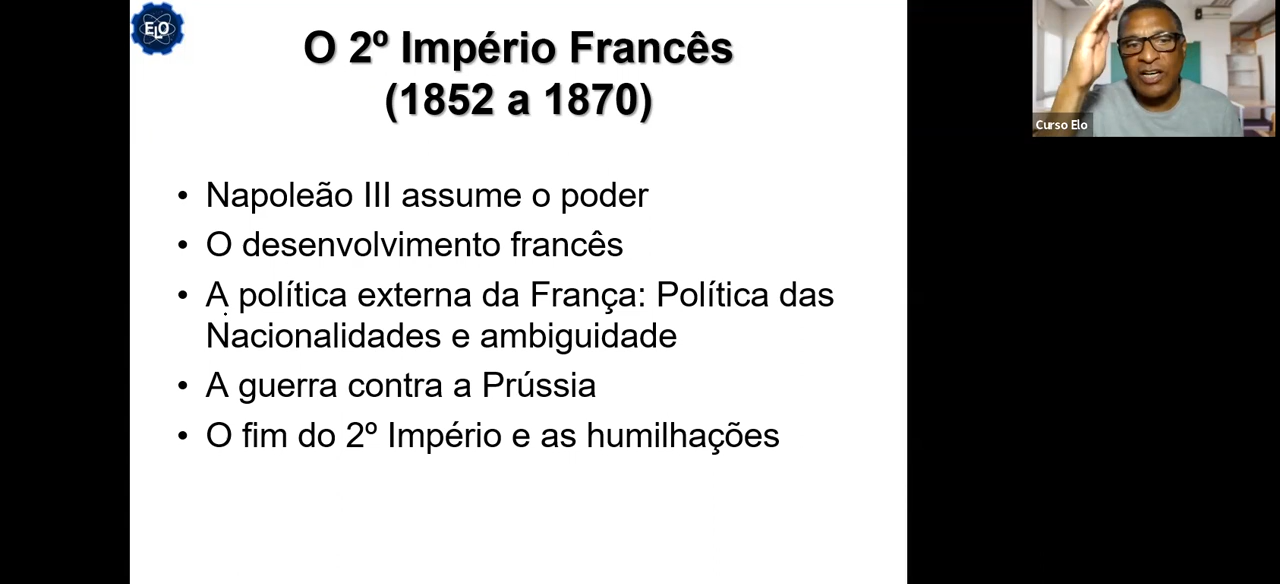 ELO
O 2º Império Francês
(1852 a 1870)
• Napoleão III assume o poder
• O desenvolvimento francês
• A política externa da França: Política das
Nacionalidades e ambiguidade
• A guerra contra a Prússia
• O fim do 2º Império e as humilhações
Curso Elo